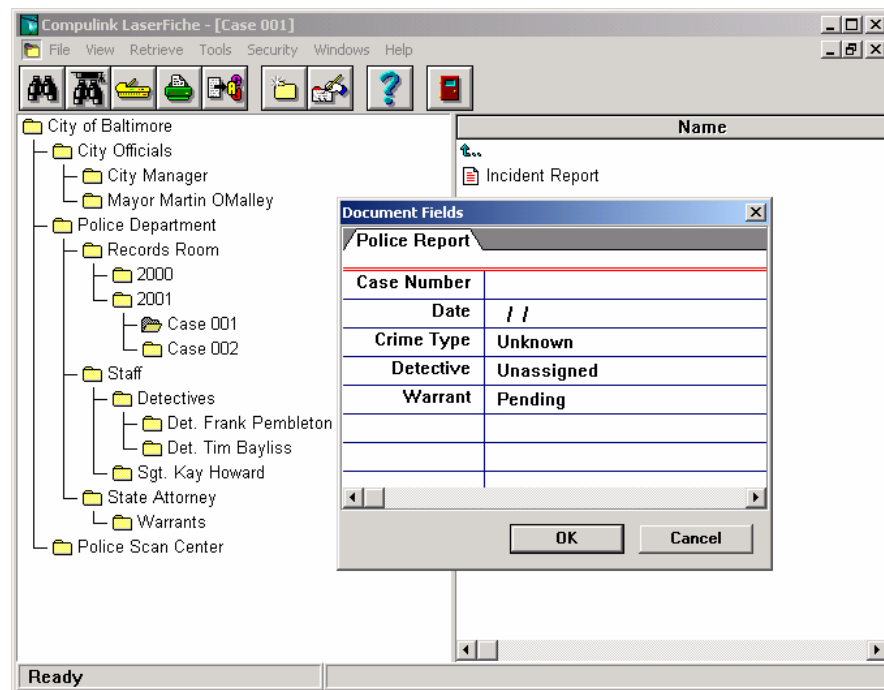 Compulink LaserFiche - [Case 001]
File View Retrieve Tools Security Windows Help
City of Baltimore
City Officials
City Manager
Mayor Martin OMalley
Police Department
Records Room
2000
2001
Case 001
Case 002
Staff
Detectives
Det. Frank Pembleton
Det. Tim Bayliss
Sgt. Kay Howard
State Attorney
Warrants
Police Scan Center
Name
t..
Incident Report
Document Fields
Police Report
Case Number
Date / /
Crime Type Unknown
Detective Unassigned
Warrant Pending
OK Cancel
Ready